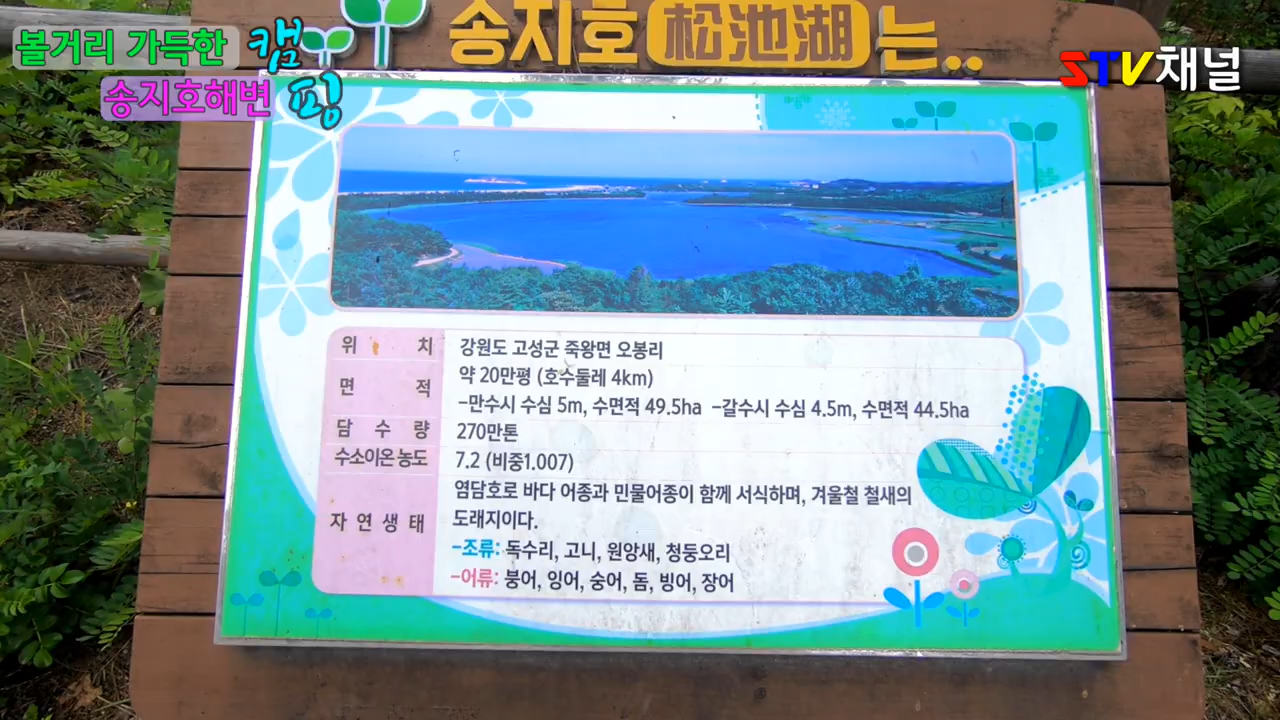 볼거리 가득한 캠핑
송지호해변
STV채널
송지호 松池湖 는..
위 치 강원도 고성군 죽왕면 오봉리
면 적 약 20만평 (호수둘레 4km)
-만수시 수심 5m, 수면적 49.5ha -갈수시 수심 4.5m, 수면적 44.5ha
담 수 량 270만톤
수소이온농도 7.2 (비중1.007)
자 연 생 태 염담호로 바다 어종과 민물어종이 함께 서식하며, 겨울철 철새의
도래지이다.
-조류: 독수리, 고니, 원앙새, 청둥오리
-어류: 붕어, 잉어, 숭어, 돔, 빙어, 장어